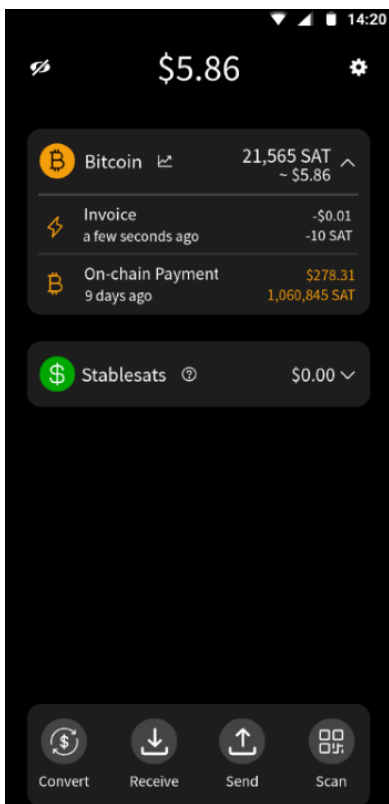 14:20
$5.86
Bitcoin 21,565 SAT
~ $5.86
Invoice -$0.01
a few seconds ago -10 SAT
On-chain Payment $278.31
9 days ago 1,060,845 SAT
Stablesats $0.00
Convert Receive Send Scan